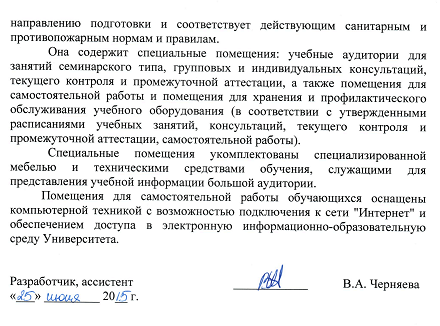 направлению подготовки и соответствует действующим санитарным и
противопожарным нормам и правилам.
Она содержит специальные помещения: учебные аудитории для
занятий семинарского типа, групповых и индивидуальных консультаций,
текущего контроля и промежуточной аттестации, а также помещения для
самостоятельной работы и помещения для хранения и профилактического
обслуживания учебного оборудования (в соответствии с утвержденными
расписаниями учебных занятий, консультаций, текущего контроля и
промежуточной аттестации, самостоятельной работы).
Специальные помещения укомплектованы специализированной
мебелью и техническими средствами обучения, служащими для
представления учебной информации большой аудитории.
Помещения для самостоятельной работы обучающихся оснащены
компьютерной техникой с возможностью подключения к сети "Интернет" и
обеспечением доступа в электронную информационно-образовательную
среду Университета.
Разработчик, ассистент В.А. Черняева
«25» июня 2015 г.